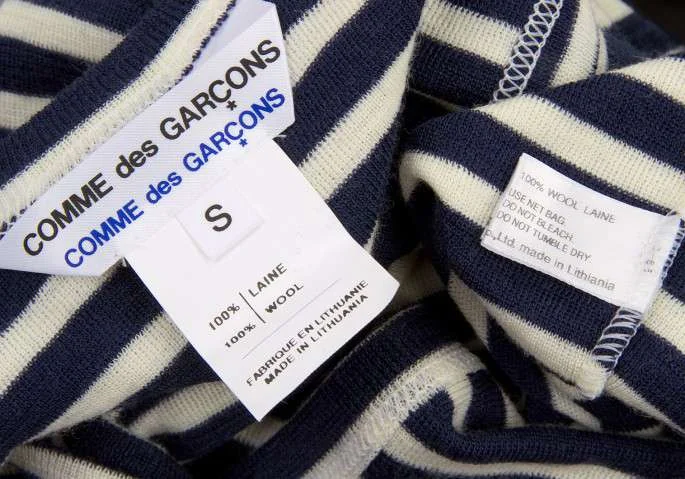 COMME des GARÇONS
COMME des GARÇONS
S
100% LAINE
100% WOOL
FABRIQUE EN LITHUANIE
MADE IN LITHUANIA
100% WOOL LAINE
USE NET BAG
DO NOT BLEACH
DO NOT TUMBLE DRY
Ltd. made in Lithiania